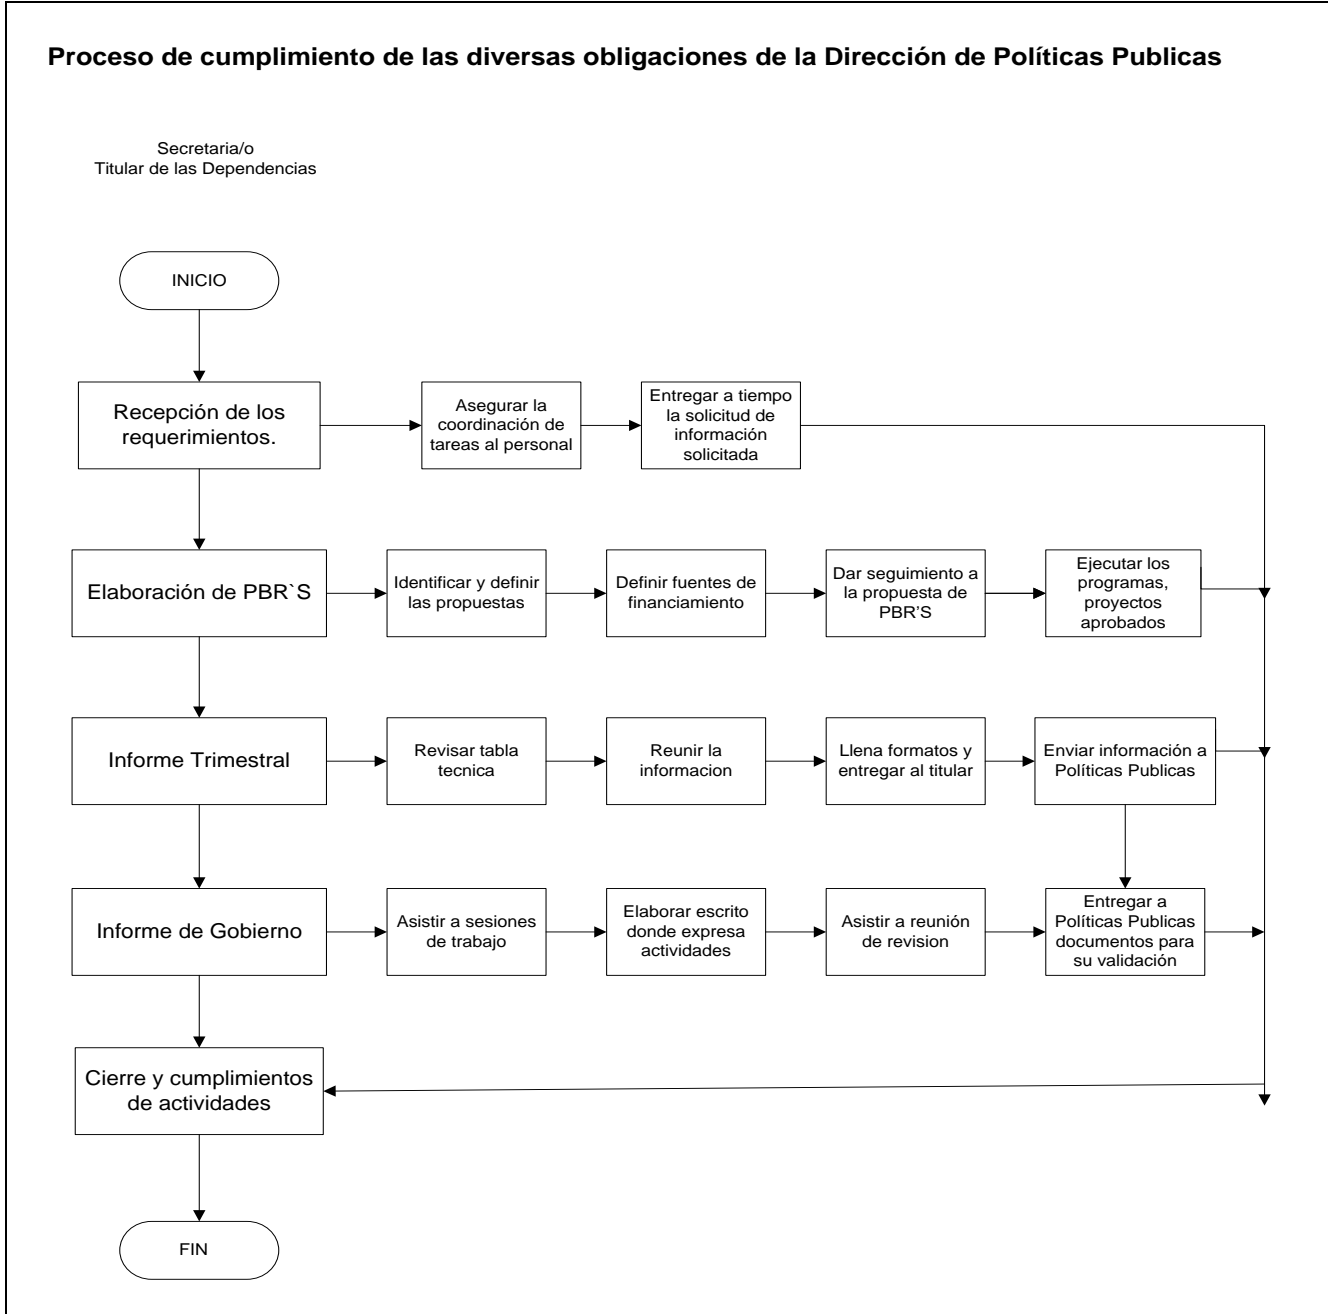 Proceso de cumplimiento de las diversas obligaciones de la Dirección de Políticas Publicas
Secretaria/o
Titular de las Dependencias
INICIO
Recepción de los
requerimientos.
Asegurar la
coordinación de
tareas al personal
Entregar a tiempo
la solicitud de
información
solicitada
Elaboración de PBR`S
Identificar y definir
las propuestas
Definir fuentes de
financiamiento
Dar seguimiento a
la propuesta de
PBR’S
Ejecutar los
programas,
proyectos
aprobados
Informe Trimestral
Revisar tabla
tecnica
Reunir la
informacion
Llena formatos y
entregar al titular
Enviar información a
Políticas Publicas
Informe de Gobierno
Asistir a sesiones
de trabajo
Elaborar escrito
donde expresa
actividades
Asistir a reunión
de revision
Entregar a
Políticas Publicas
documentos para
su validación
Cierre y cumplimientos
de actividades
FIN